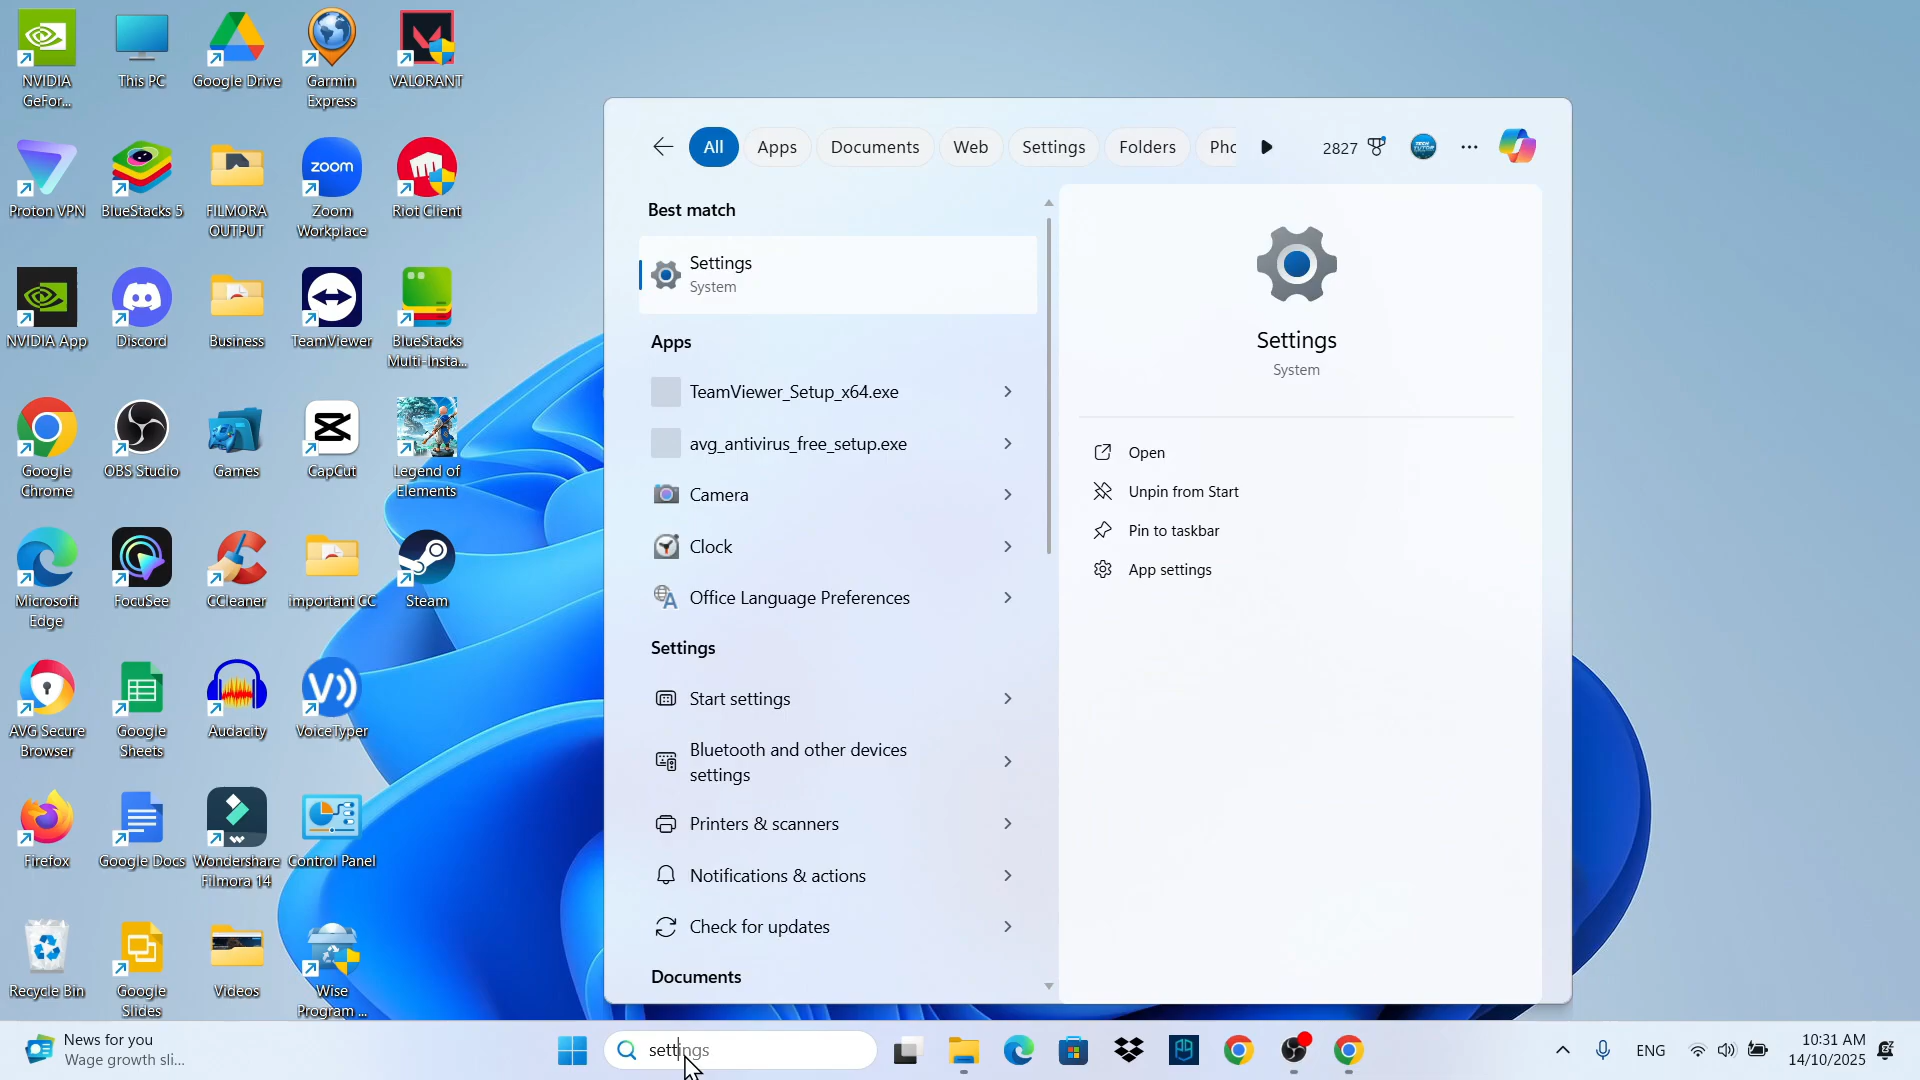 NVIDIA
GeFor...
This PC
Google Drive
Garmin
Express
VALORANT
Proton VPN
BlueStacks 5
FILMORA
OUTPUT
zoom
Zoom
Workplace
Riot Client
NVIDIA App
Discord
Business
TeamViewer
BlueStacks
Multi-Insta...
Google
Chrome
OBS Studio
Games
CapCut
Legend of
Elements
Microsoft
Edge
FocuSee
CCleaner
important CC
Steam
AVG Secure
Browser
Google
Sheets
Audacity
VoiceTyper
Firefox
Google Docs
Wondershare
Filmora 14
Control Panel
Recycle Bin
Google
Slides
Videos
Wise
Program ...
All
Apps
Documents
Web
Settings
Folders
Pho
2827
Best match
Settings
System
Apps
TeamViewer_Setup_x64.exe
avg_antivirus_free_setup.exe
Camera
Clock
Office Language Preferences
Settings
Start settings
Bluetooth and other devices
settings
Printers & scanners
Notifications & actions
Check for updates
Documents
Settings
System
Open
Unpin from Start
Pin to taskbar
App settings
News for you
Wage growth sli...
settings
ENG
10:31 AM
14/10/2025